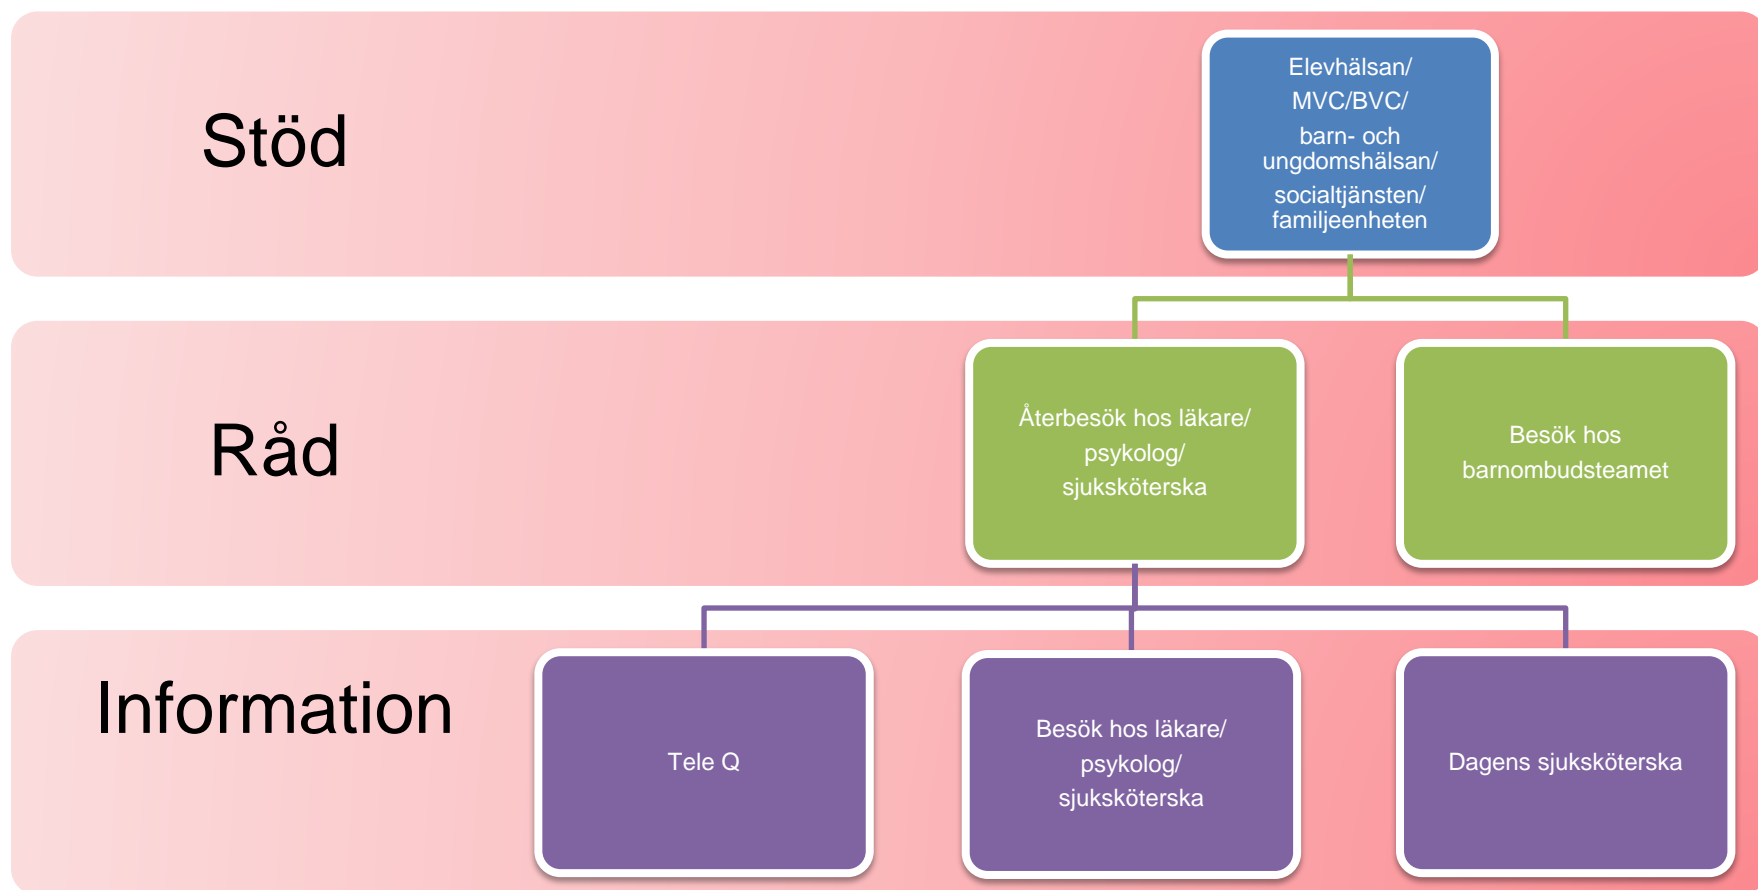 Stöd
Elevhälsan/
MVC/BVC/
barn- och
ungdomshälsan/
socialtjänsten/
familjeenheten
Råd
Återbesök hos läkare/
psykolog/
sjuksköterska
Besök hos
barnombudsteamet
Information
Tele Q
Besök hos läkare/
psykolog/
sjuksköterska
Dagens sjuksköterska